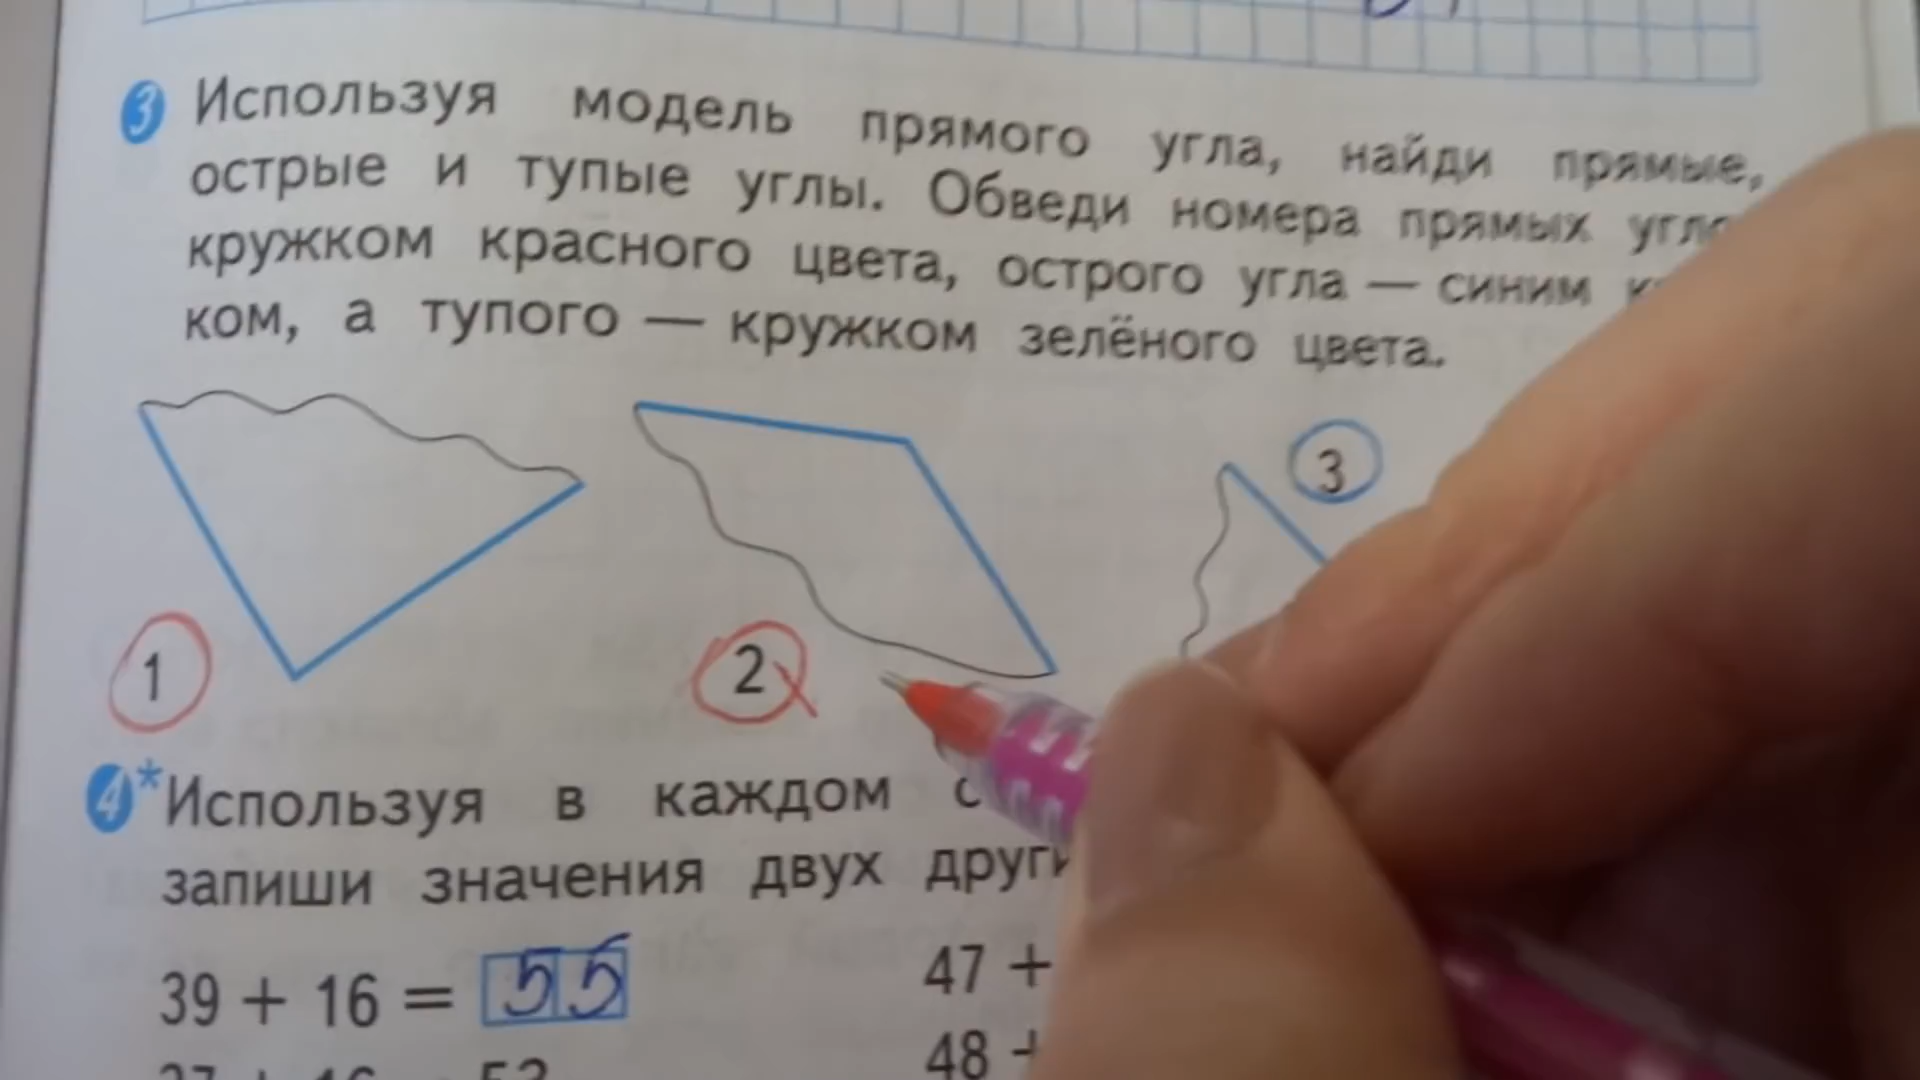 3 Используя модель прямого угла, найди прямые,
острые и тупые углы. Обведи номера прямых
кружком красного цвета, острого угла — синим
ком, а тупого — кружком зелёного цвета.
3
1
2
4* Используя в каждом
запиши значения двух
39 + 16 = 55 47 +
48